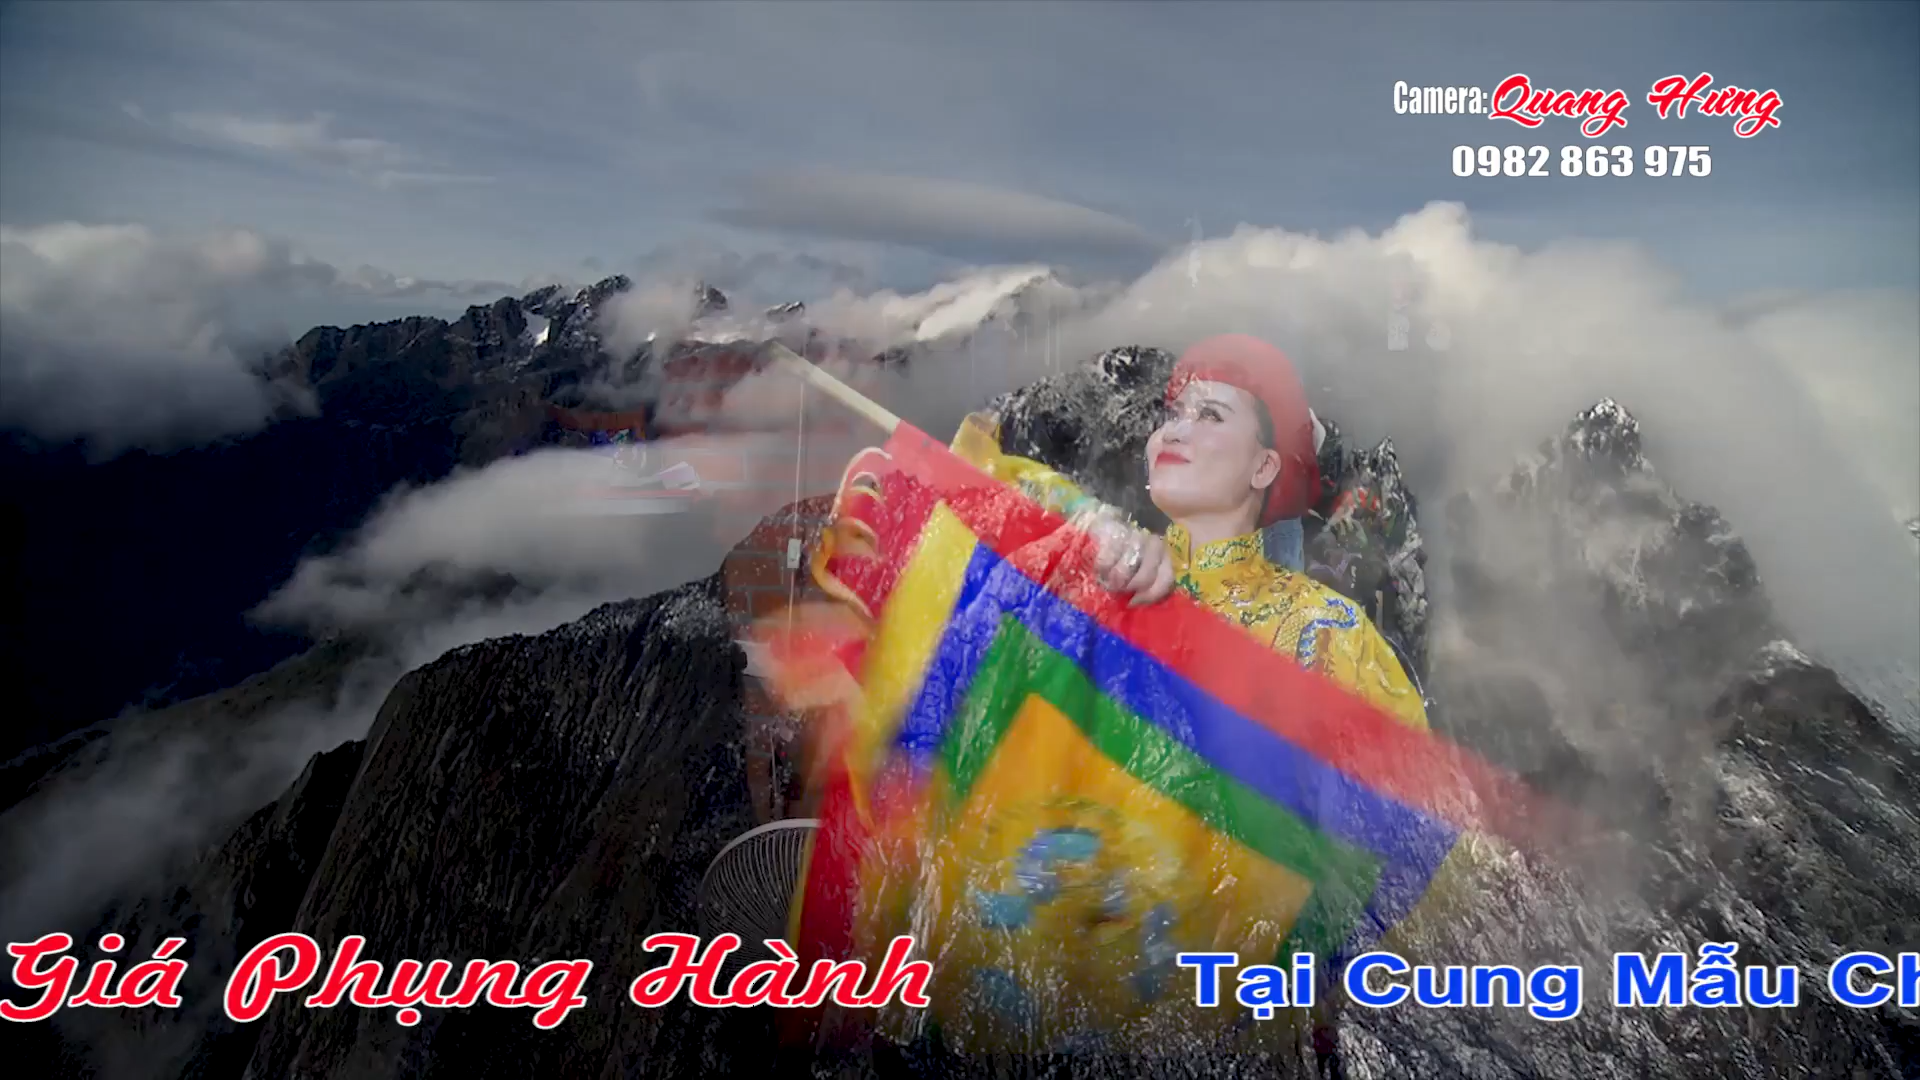 Camera: Quang Hưng
0982 863 975
Giá Phụng Hành Tại Cung Mẫu